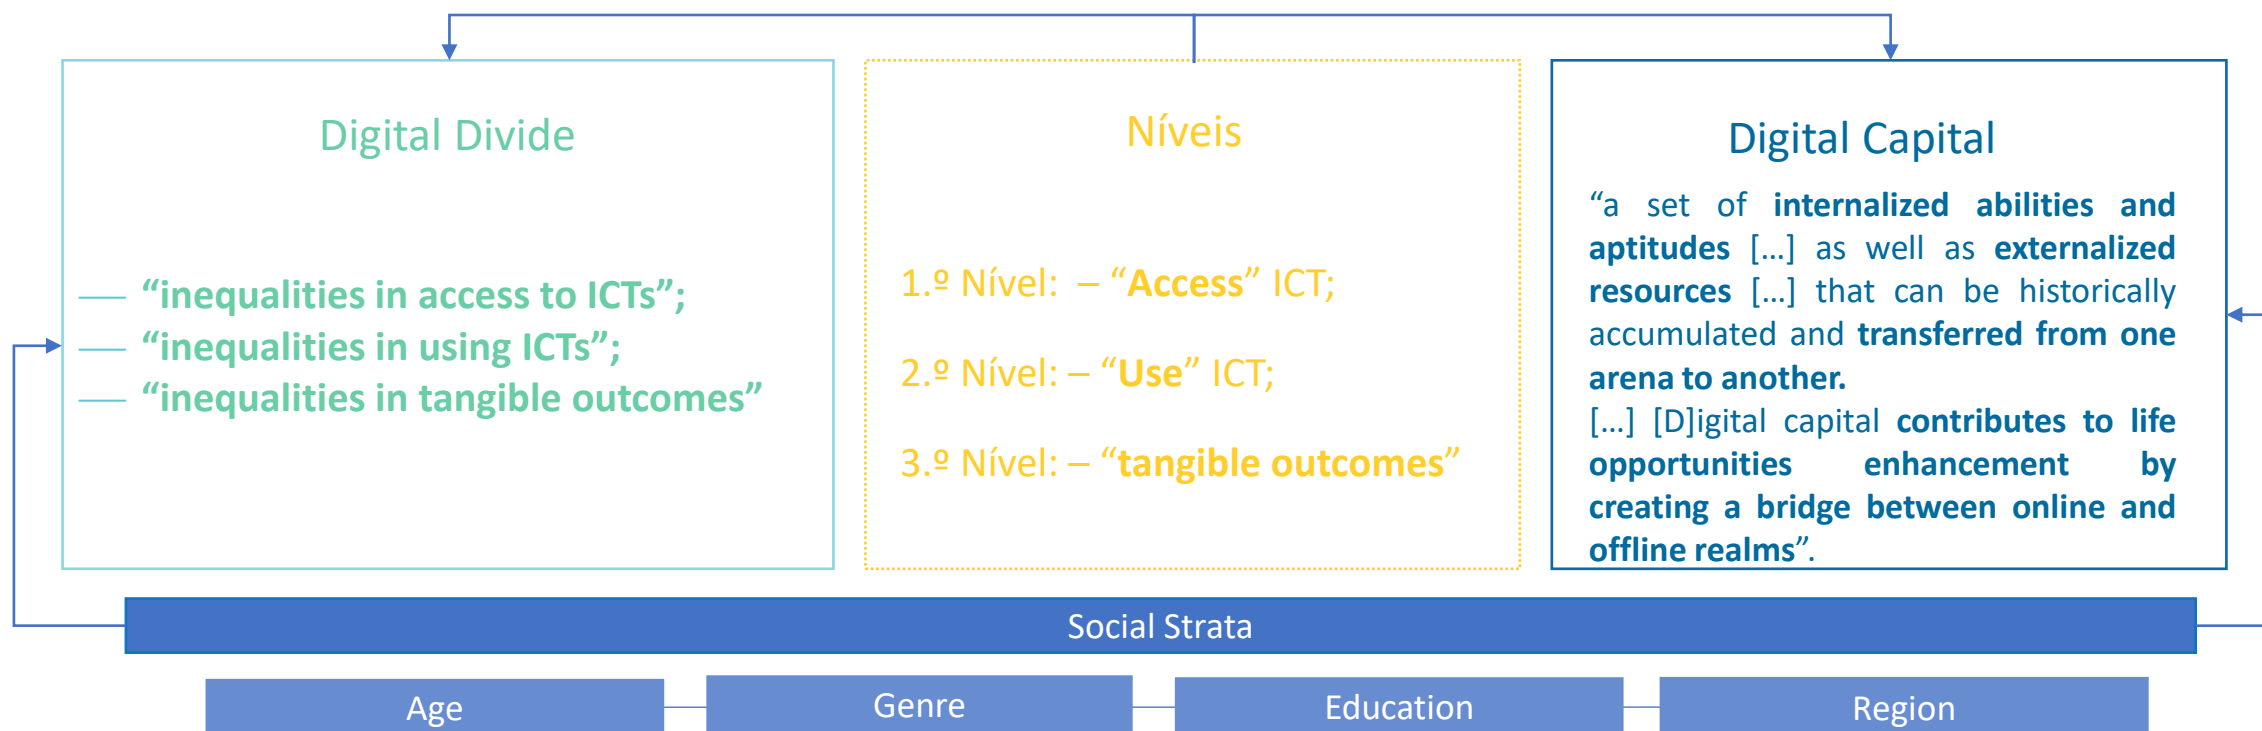 Digital Divide
— “inequalities in access to ICTs”;
— “inequalities in using ICTs”;
— “inequalities in tangible outcomes”
Níveis
1.º Nível: – “Access” ICT;
2.º Nível: – “Use” ICT;
3.º Nível: – “tangible outcomes”
Digital Capital
“a set of internalized abilities and
aptitudes [...] as well as externalized
resources [...] that can be historically
accumulated and transferred from one
arena to another.
[...] [D]igital capital contributes to life
opportunities enhancement by
creating a bridge between online and
offline realms”.
Social Strata
Age
Genre
Education
Region